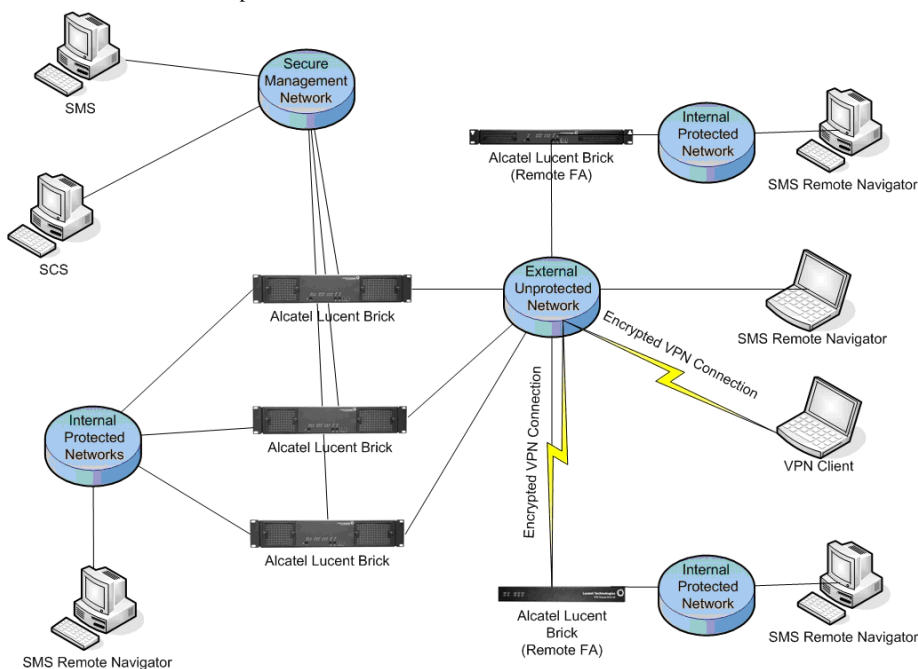 SMS
Secure
Management
Network
SCS
Alcatel Lucent Brick
(Remote FA)
Internal
Protected
Network
SMS Remote Navigator
Alcatel Lucent Brick
External
Unprotected
Network
SMS Remote Navigator
Encrypted VPN Connection
VPN Client
Internal
Protected
Networks
Alcatel Lucent Brick
Alcatel Lucent Brick
Encrypted VPN Connection
SMS Remote Navigator
Lucent Technologies
Alcatel Lucent
Brick
(Remote FA)
Internal
Protected
Network
SMS Remote Navigator